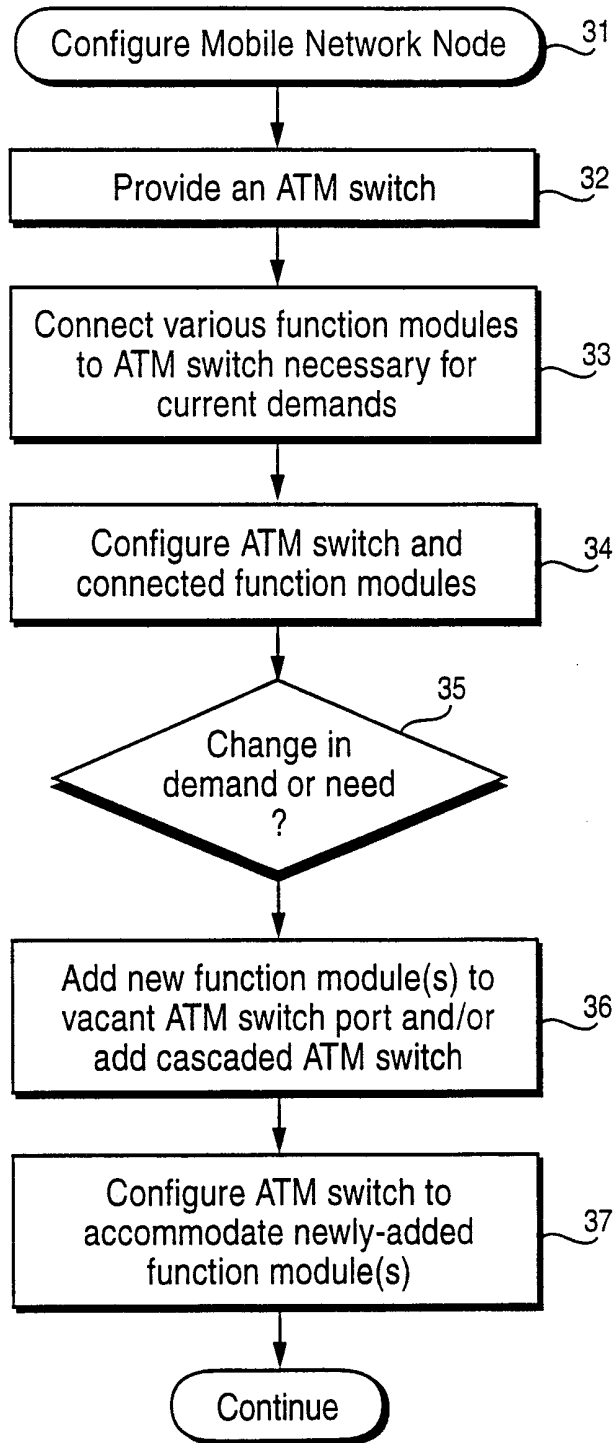 Configure Mobile Network Node
31
Provide an ATM switch
32
Connect various function modules
to ATM switch necessary for
current demands
33
Configure ATM switch and
connected function modules
34
35
Change in
demand or need
?
Add new function module(s) to
vacant ATM switch port and/or
add cascaded ATM switch
36
Configure ATM switch to
accommodate newly-added
function module(s)
37
Continue